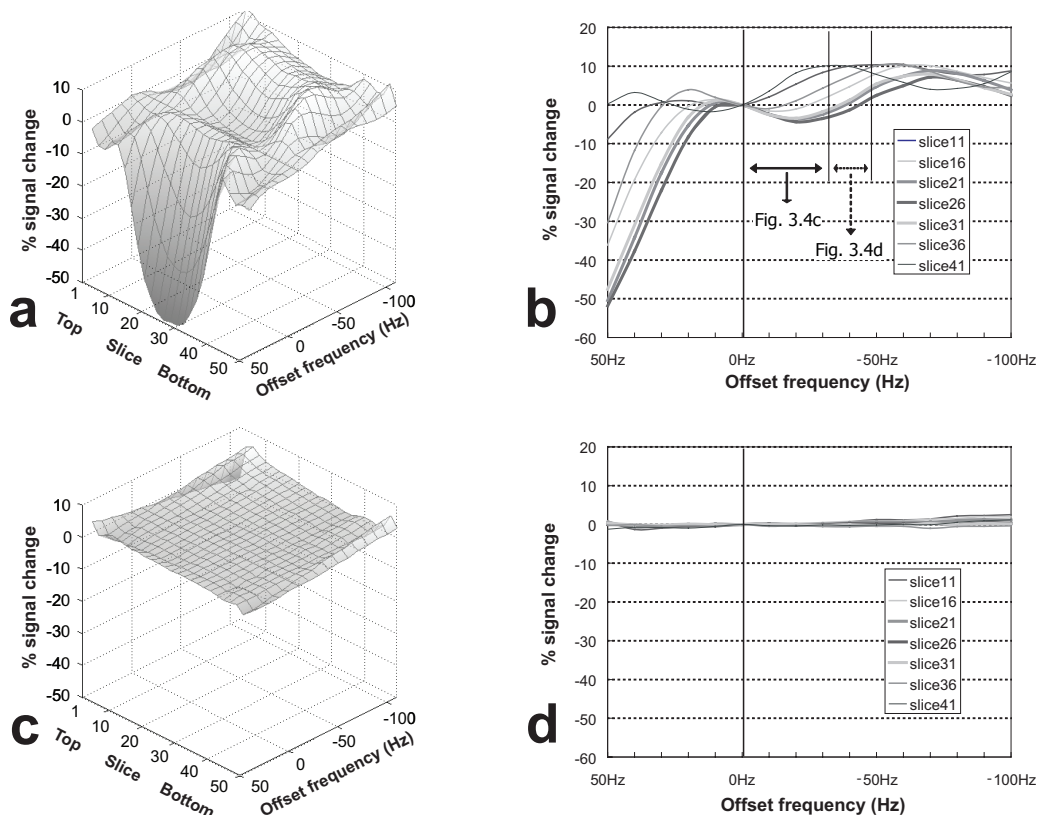 a
% signal change
10
0
-10
-20
-30
-40
-50
1
10
20
30
40
50
Top Slice Bottom
50
0
-50
-100
Offset frequency (Hz)
b
% signal change
20
10
0
-10
-20
-30
-40
-50
-60
50Hz 0Hz -50Hz -100Hz
Offset frequency (Hz)
Fig. 3.4c
Fig. 3.4d
slice11
slice16
slice21
slice26
slice31
slice36
slice41
c
% signal change
10
0
-10
-20
-30
-40
-50
1
10
20
30
40
50
Top Slice Bottom
50
0
-50
-100
Offset frequency (Hz)
d
% signal change
20
10
0
-10
-20
-30
-40
-50
-60
50Hz 0Hz -50Hz -100Hz
Offset frequency (Hz)
slice11
slice16
slice21
slice26
slice31
slice36
slice41